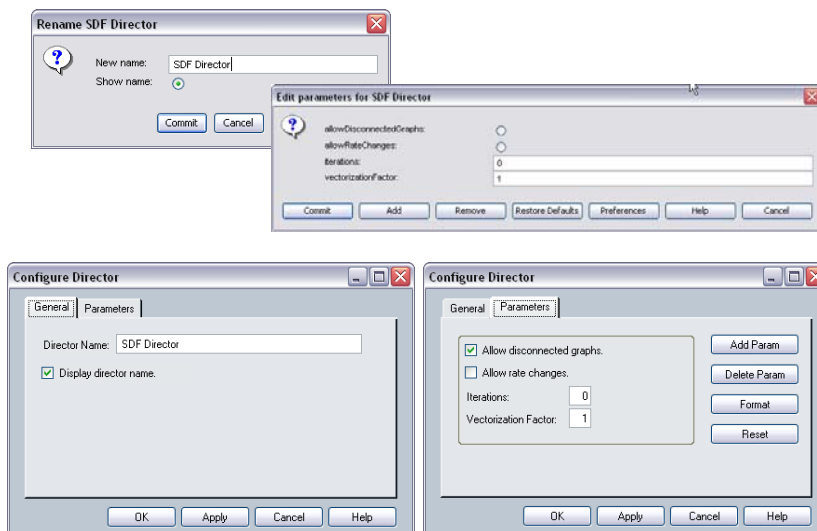 Rename SDF Director
New name: SDF Director
Show name:
Commit Cancel
Edit parameters for SDF Director
allowDisconnectedGraphs:
allowRateChanges:
iterations: 0
vectorizationFactor: 1
Commit Add Remove Restore Defaults Preferences Help Cancel
Configure Director
General Parameters
Director Name: SDF Director
Display director name.
OK Apply Cancel Help
Configure Director
General Parameters
Allow disconnected graphs.
Allow rate changes.
Iterations: 0
Vectorization Factor: 1
Add Param
Delete Param
Format
Reset
OK Apply Cancel Help